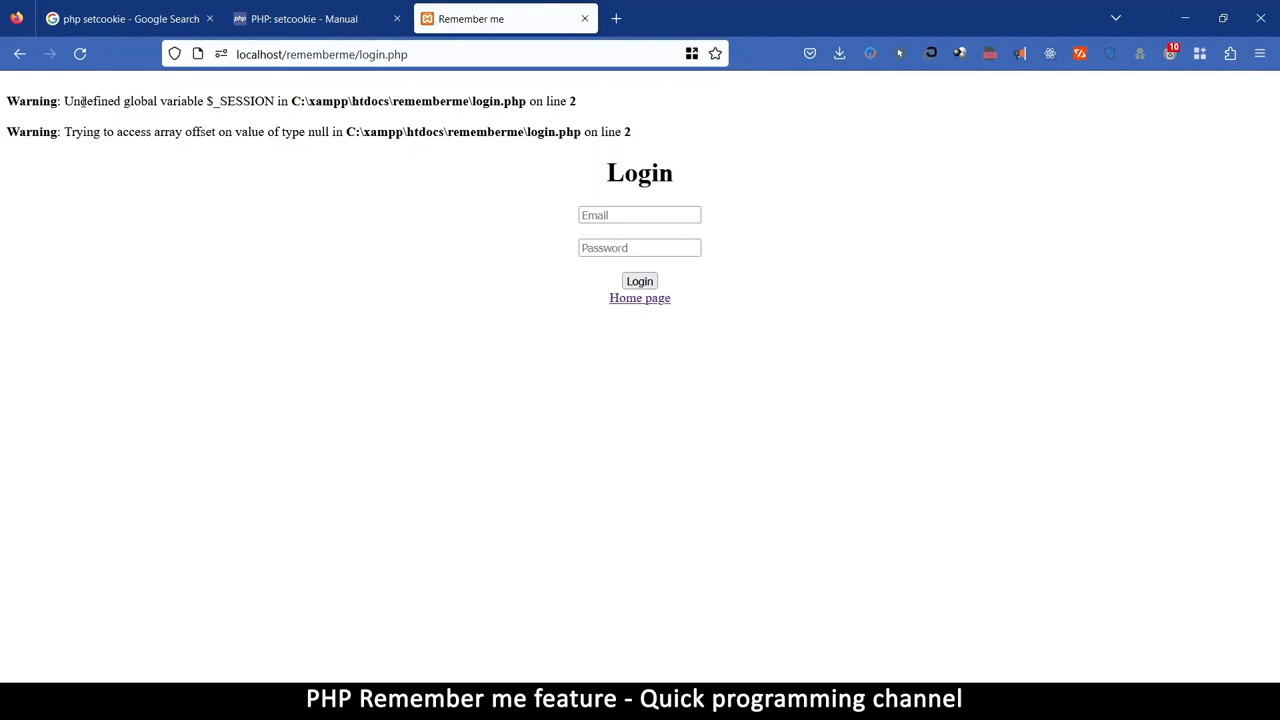 php setcookie - Google Search
php
PHP: setcookie - Manual
Remember me
localhost/rememberme/login.php
10
Warning: Undefined global variable $_SESSION in C:\xampp\htdocs\rememberme\login.php on line 2
Warning: Trying to access array offset on value of type null in C:\xampp\htdocs\rememberme\login.php on line 2
Login
Email
Password
Login
Home page
PHP Remember me feature - Quick programming channel